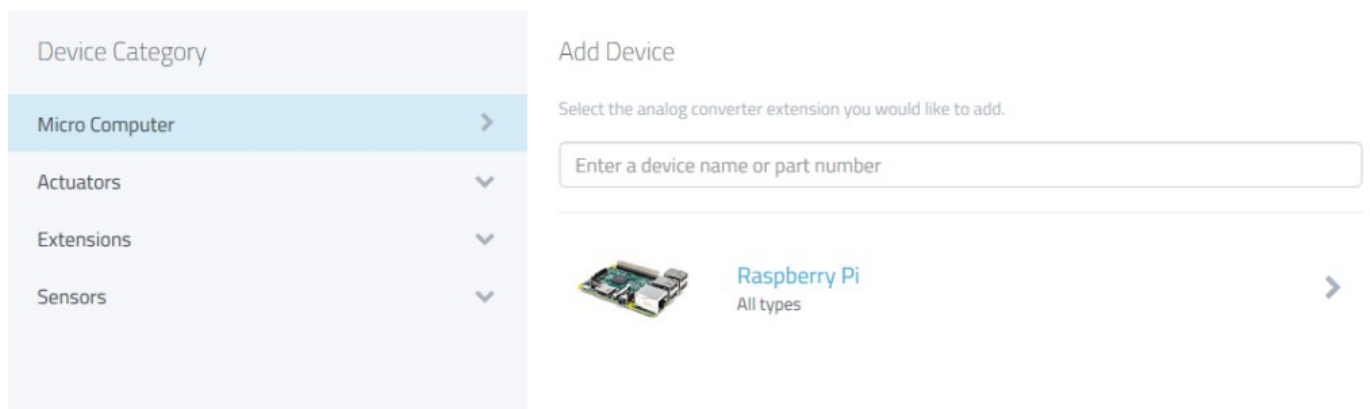 Device Category
Micro Computer
Actuators
Extensions
Sensors
Add Device
Select the analog converter extension you would like to add.
Enter a device name or part number
Raspberry Pi
All types